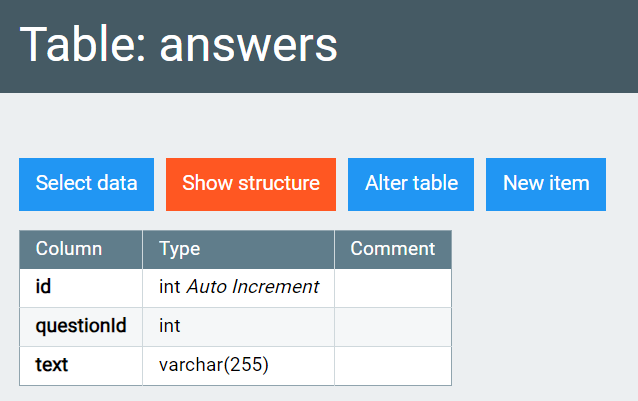 Table: answers
Select data Show structure Alter table New item
Column Type Comment
id int Auto Increment
questionId int
text varchar(255)